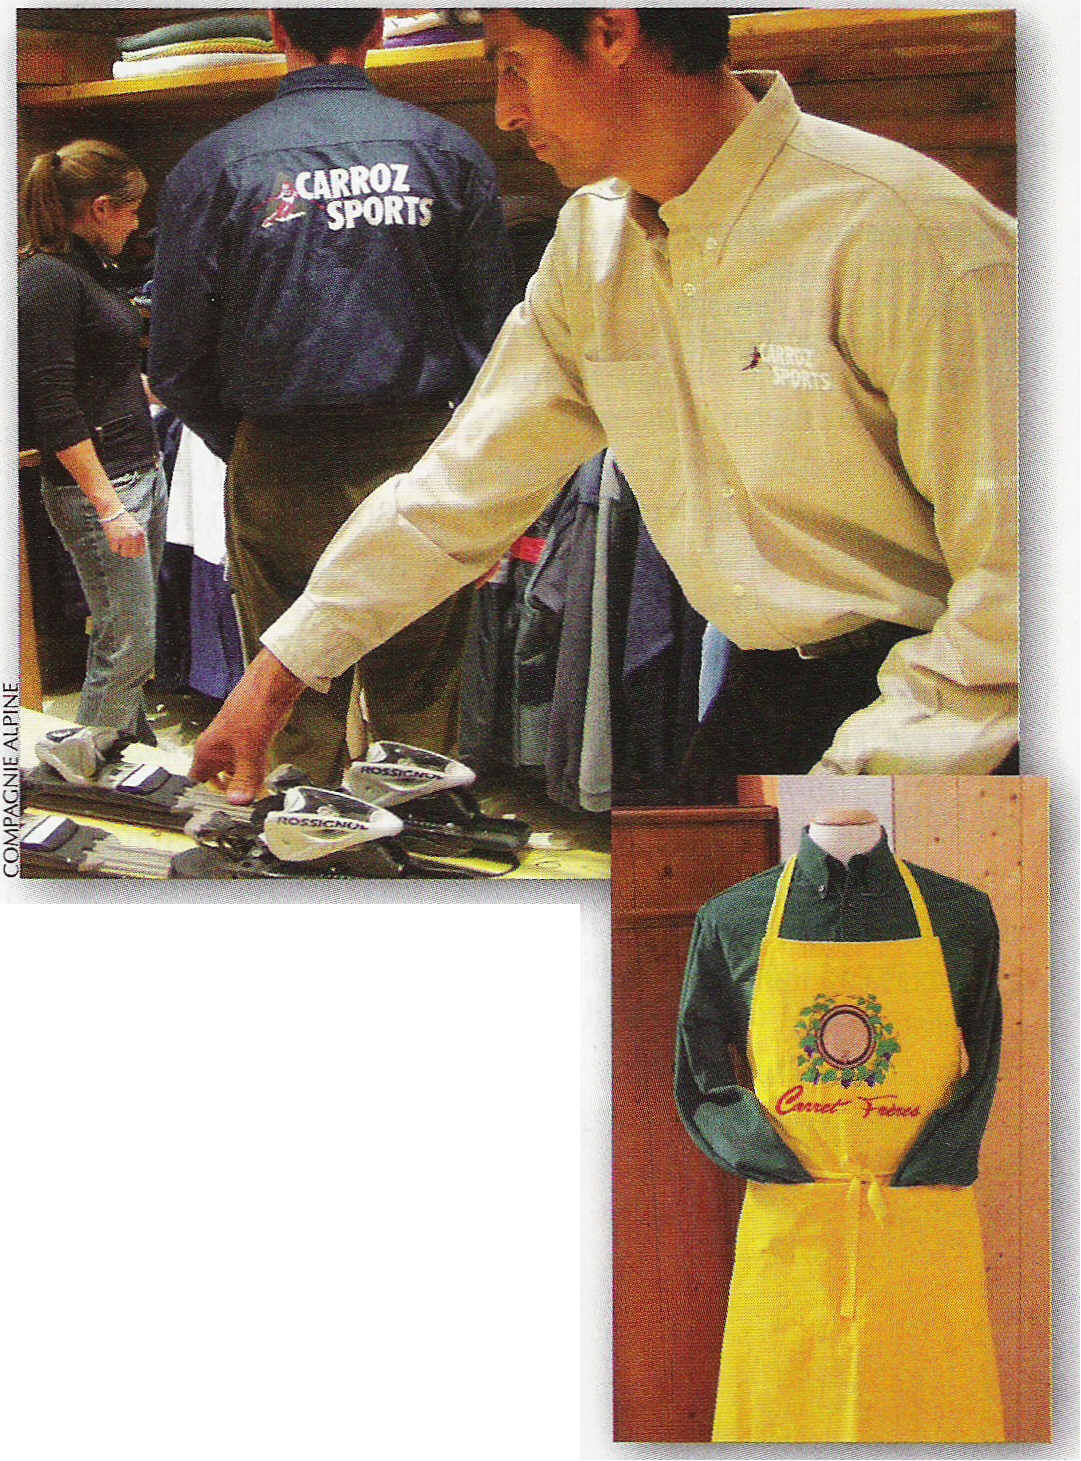 CARROZ
SPORTS
CARROZ
SPORTS
COMPAGNIE ALPINE
ROSSIGNOL
ROSSIGNOL
Carret Frères